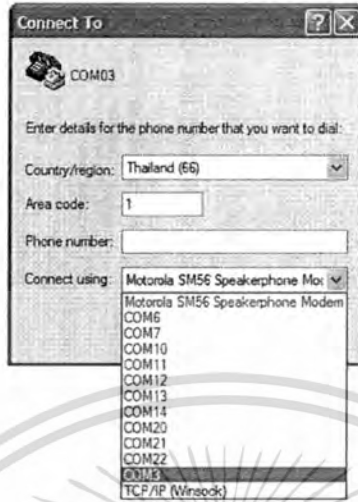 Connect To
COM03
Enter details for the phone number that you want to dial:
Country/region: Thailand (66)
Area code: 1
Phone number:
Connect using: Motorola SM56 Speakerphone Moc
Motorola SM56 Speakerphone Modem
COM6
COM7
COM10
COM11
COM12
COM13
COM14
COM20
COM21
COM22
COM3
TCP/IP (Winsock)